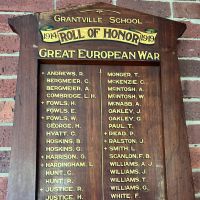 GRANTVILLE SCHOOL
1914 ROLL OF HONOR 1919
GREAT EUROPEAN WAR
+ ANDREWS, R.
BERGMEIER, C.
BERGMEIER, A.
COMBRIDGE, L.H.
+ FOWLS, H.
FOWLS, E.
FOWLS, W.
GEORGE, H.
HYATT, C.
HOSKING, B.
HOSKING, G.
+ HARRISON, G.
+ HARDINGHAM, L.
HUNT, C.
HUNT, R.
+ JUSTICE, R.
JUSTICE, H.
MONGER, T.
MCKENZIE, C.
MCINTOSH, A.
MCINTOSH, W.
MCNABB, A.
OAKLEY, J.
OAKLEY, G.
PAUL, T.
+ READ, P.
+ RALSTON, J.
+ SMITH, L.
SCANLON, F.B.
WILLIAMS, A.J.
WILLIAMS, J.
WILLIAMS, T.
WILLIAMS, G.
WHITE, F.